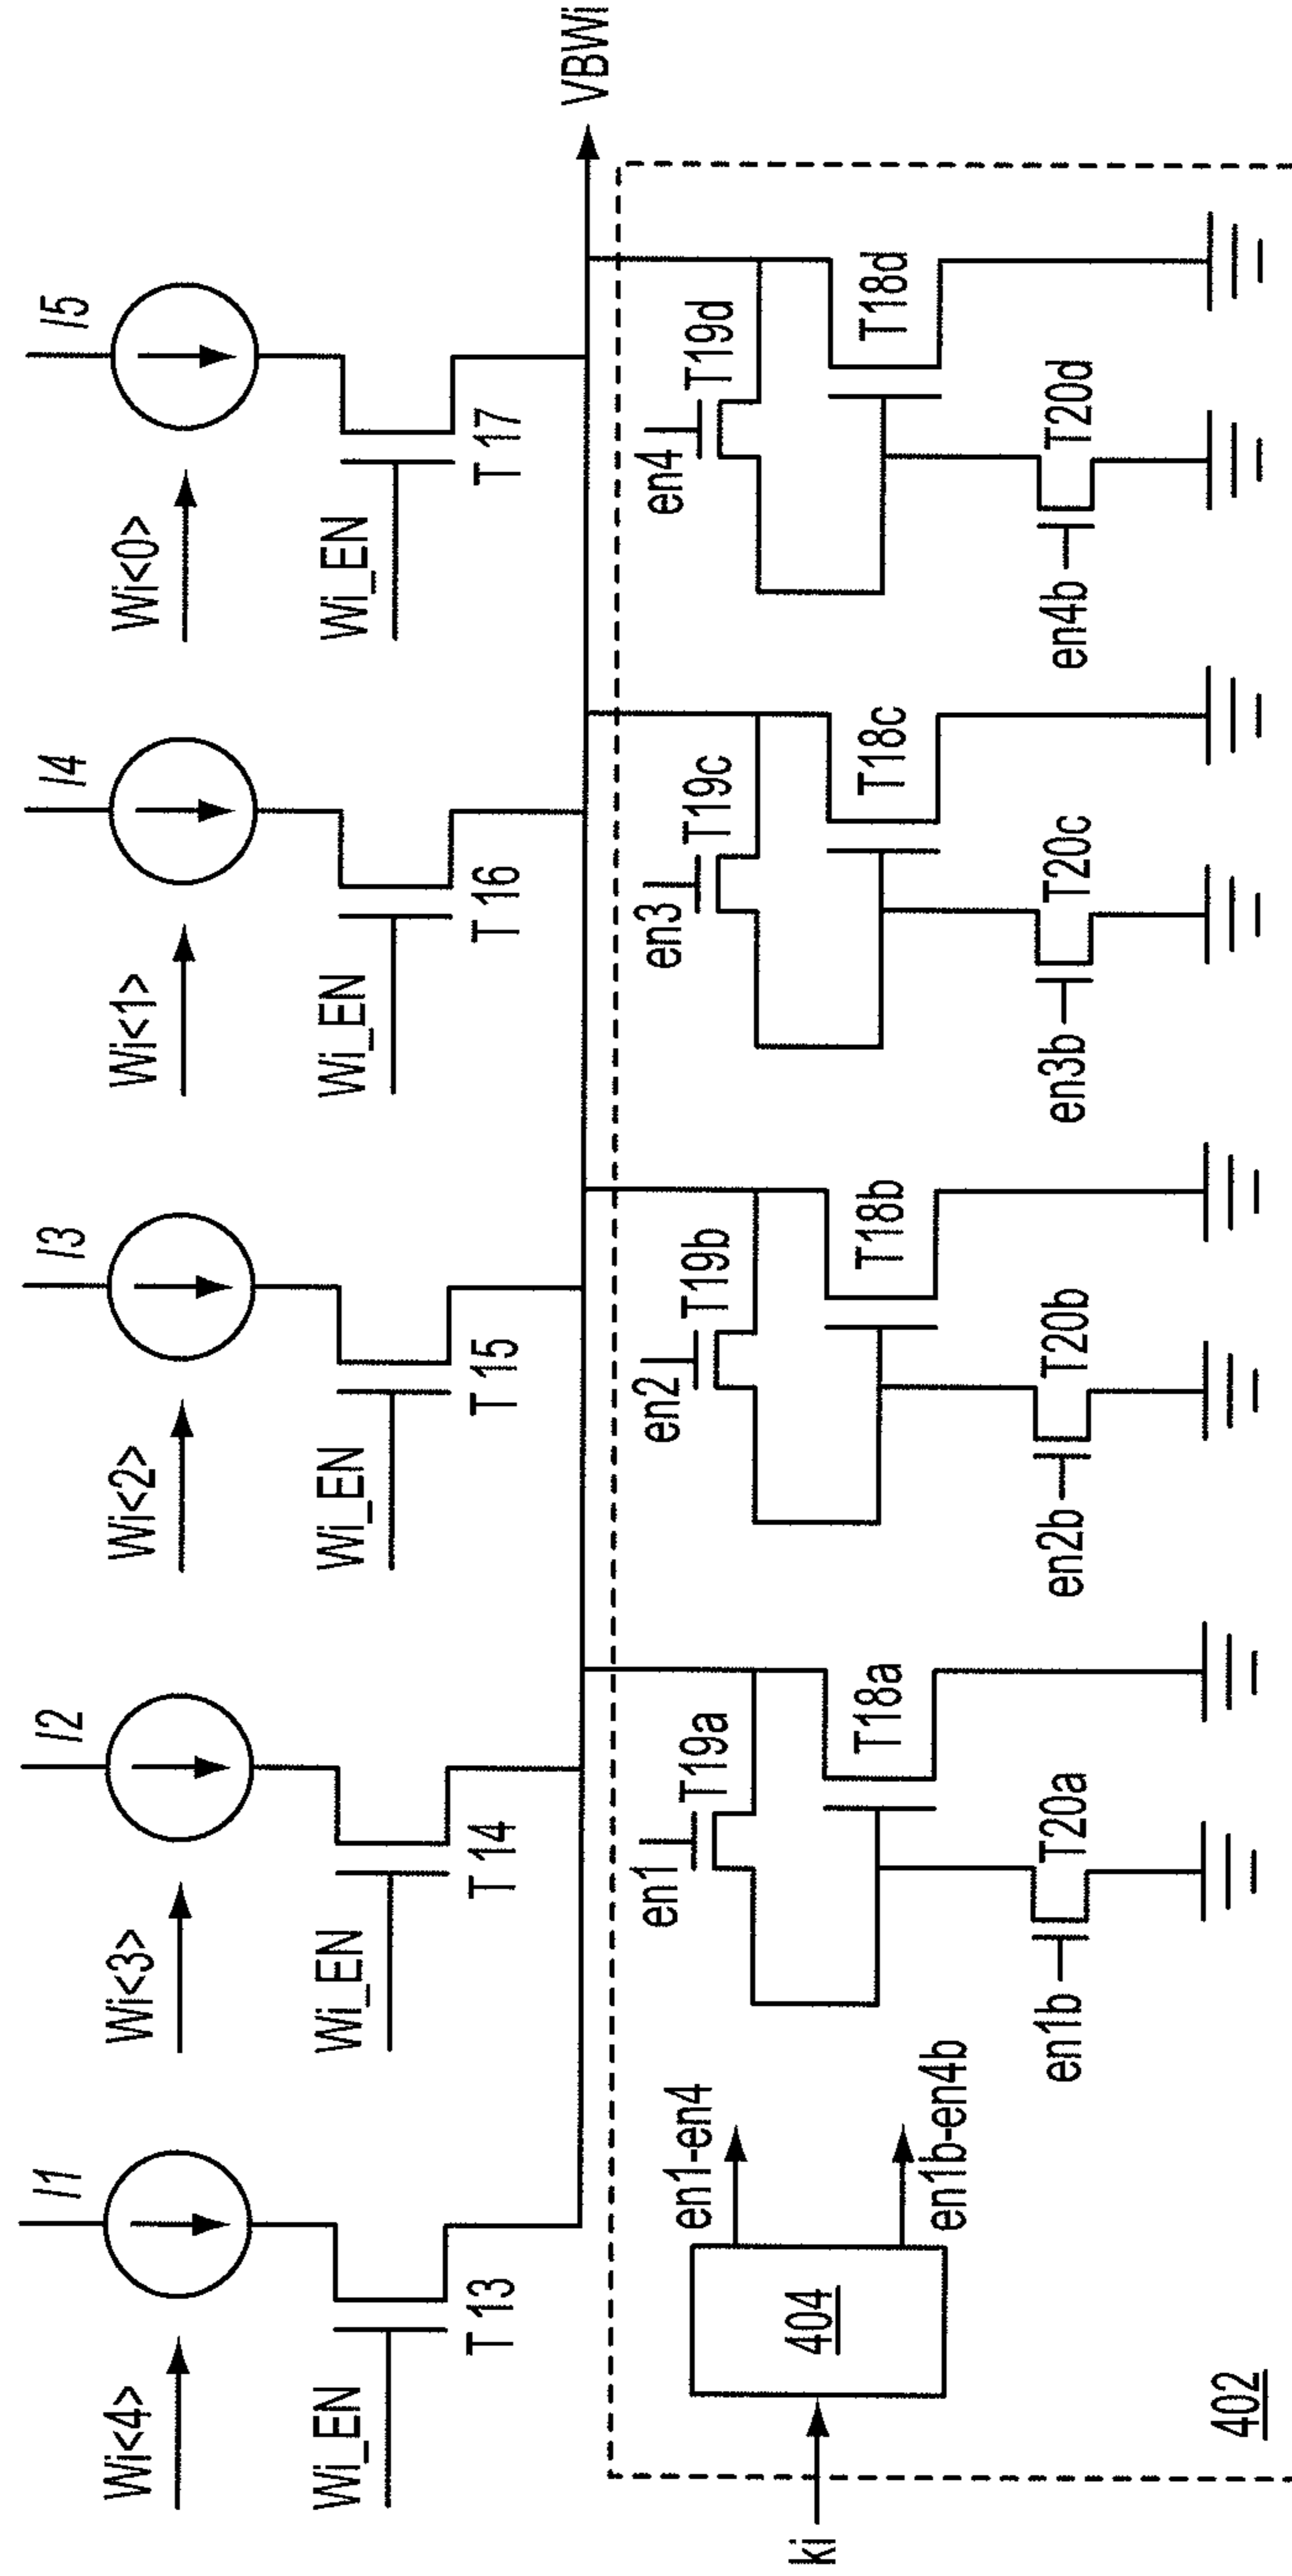 I1
I2
I3
I4
I5
Wi<4>
Wi<3>
Wi<2>
Wi<1>
Wi<0>
Wi_EN
Wi_EN
Wi_EN
Wi_EN
Wi_EN
T 13
T 14
T 15
T 16
T 17
VBWi
en1
T19a
en2
T19b
en3
T19c
en4
T19d
en1-en4
ki
404
T18a
T18b
T18c
T18d
en1b-en4b
en1b
T20a
en2b
T20b
en3b
T20c
en4b
T20d
402